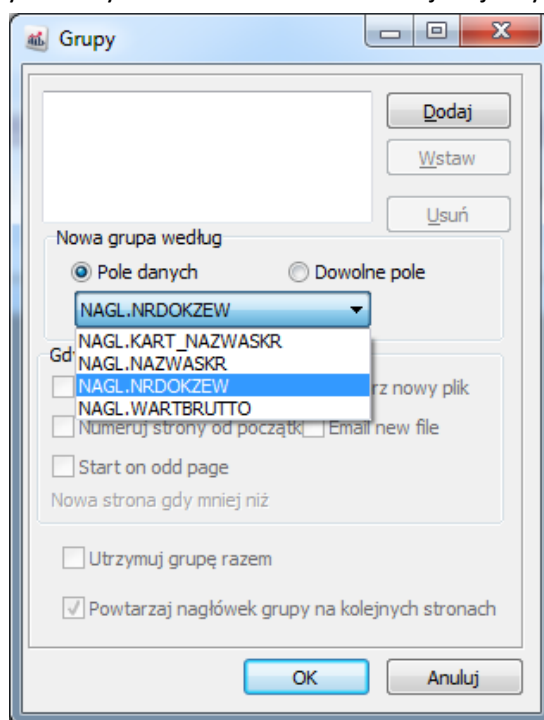 Grupy
Dodaj
Wstaw
Usuń
Nowa grupa według
Pole danych Dowolne pole
NAGL.NRDOKZEW
NAGL.KART_NAZWASKR
Gd
NAGL.NAZWASKR
NAGL.NRDOKZEW
rz nowy plik
NAGL.WARTBRUTTO
Numeruj strony od początk Email new file
Start on odd page
Nowa strona gdy mniej niż
Utrzymuj grupę razem
Powtarzaj nagłówek grupy na kolejnych stronach
OK Anuluj